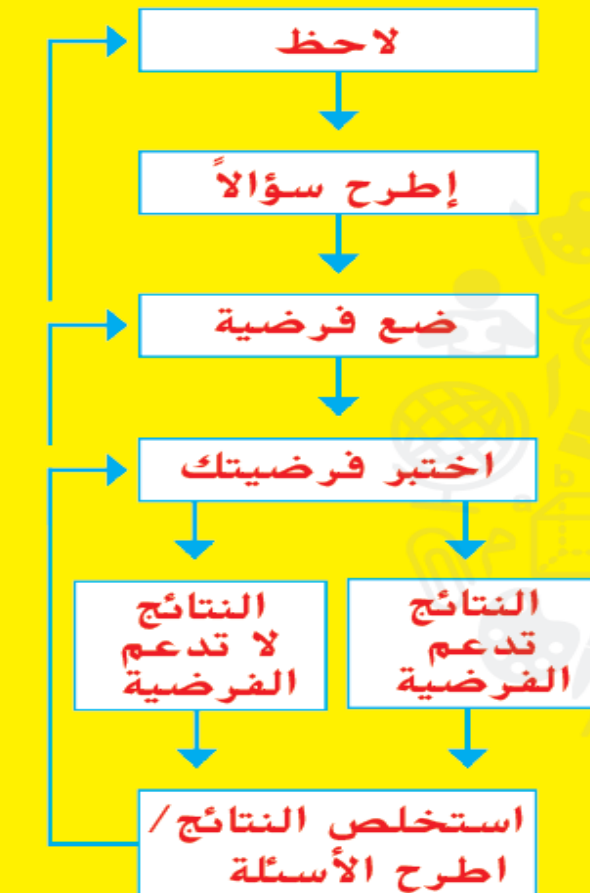 لاحظ
إطرح سؤالاً
ضع فرضية
اختبر فرضيتك
النتائج
تدعم
الفرضية
النتائج
لا تدعم
الفرضية
استخلص النتائج/
اطرح الأسئلة